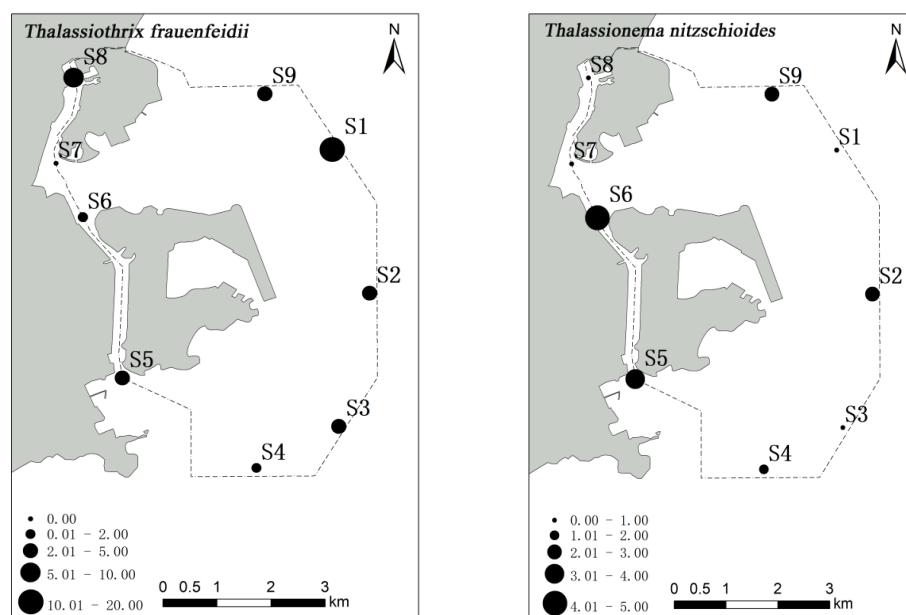 Thalassiothrix frauenfeidii
N
S8
S9
S1
S7
S6
S2
S5
S3
S4
0.00
0.01 - 2.00
2.01 - 5.00
5.01 - 10.00
10.01 - 20.00
0 0.5 1 2 3
km
Thalassionema nitzschioides
N
S8
S9
S1
S7
S6
S2
S5
S3
S4
0.00 - 1.00
1.01 - 2.00
2.01 - 3.00
3.01 - 4.00
4.01 - 5.00
0 0.5 1 2 3
km